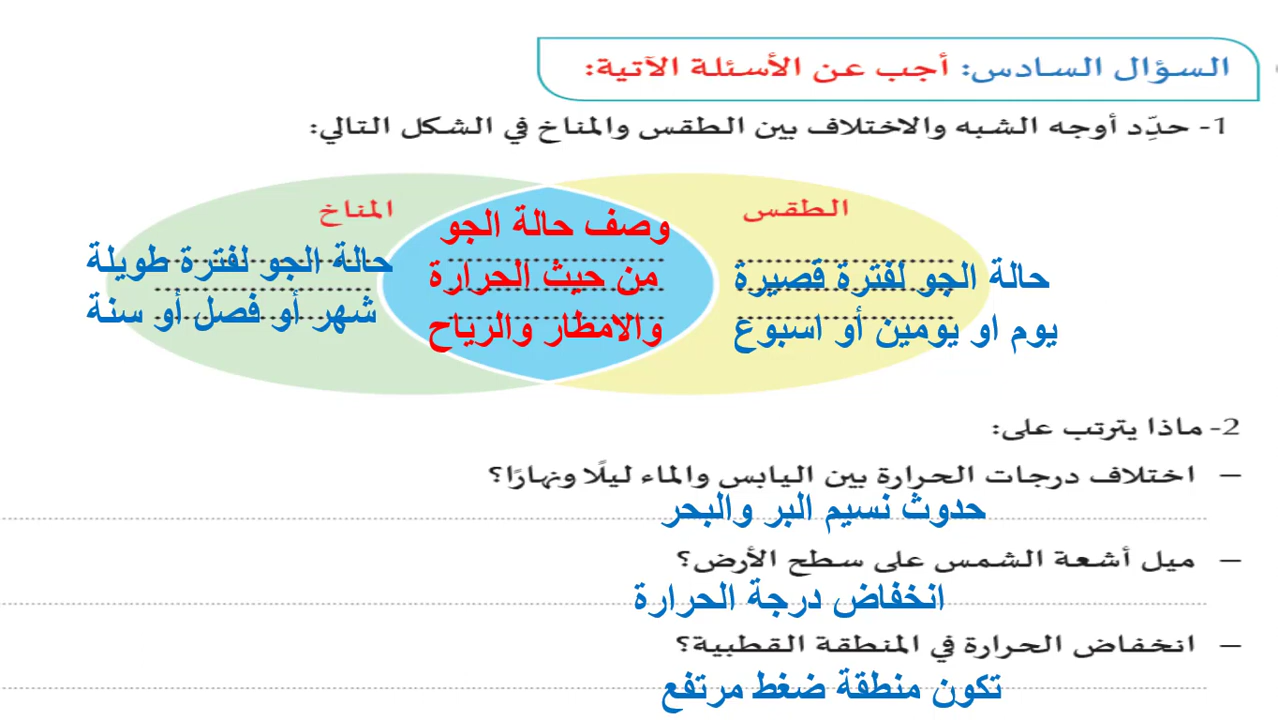 السؤال السادس: أجب عن الأسئلة الآتية:
1- حدِّد أوجه الشبه والاختلاف بين الطقس والمناخ في الشكل التالي:
الطقس
حالة الجو لفترة قصيرة
يوم او يومين أو اسبوع
وصف حالة الجو
من حيث الحرارة
والامطار والرياح
المناخ
حالة الجو لفترة طويلة
شهر أو فصل أو سنة
2- ماذا يترتب على:
– اختلاف درجات الحرارة بين اليابس والماء ليلًا ونهارًا؟
حدوث نسيم البر والبحر
– ميل أشعة الشمس على سطح الأرض؟
انخفاض درجة الحرارة
– انخفاض الحرارة في المنطقة القطبية؟
تكون منطقة ضغط مرتفع